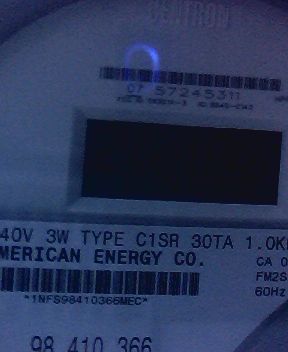 CENTRON
07 57245311
40V 3W TYPE C1SR 30TA 1.0K
MERICAN ENERGY CO.
CA 0
FM2S
60Hz
*1NFS98410366MEC*
98 410 366